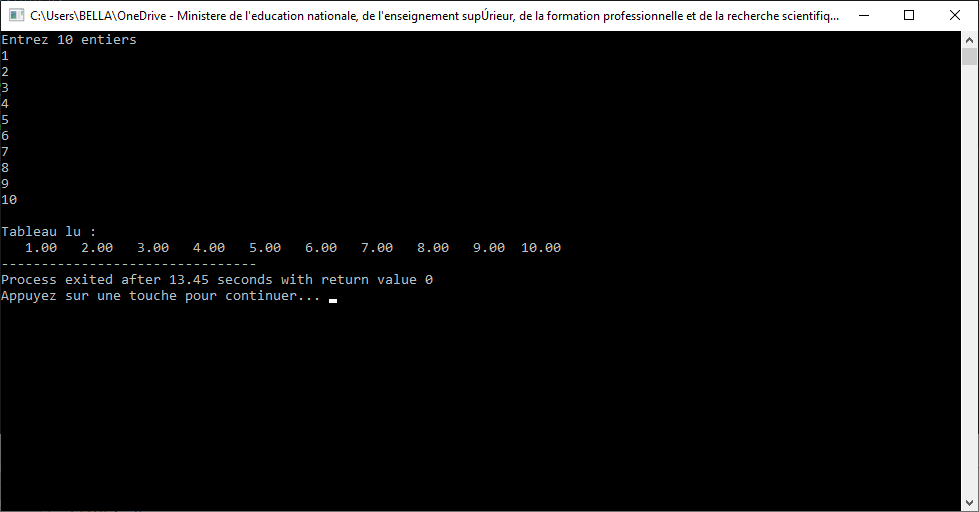 C:\Users\BELLA\OneDrive - Ministere de l'education nationale, de l'enseignement supÚrieur, de la formation professionnelle et de la recherche scientifiq...
Entrez 10 entiers
1
2
3
4
5
6
7
8
9
10
Tableau lu :
1.00 2.00 3.00 4.00 5.00 6.00 7.00 8.00 9.00 10.00
--------------------------------
Process exited after 13.45 seconds with return value 0
Appuyez sur une touche pour continuer...